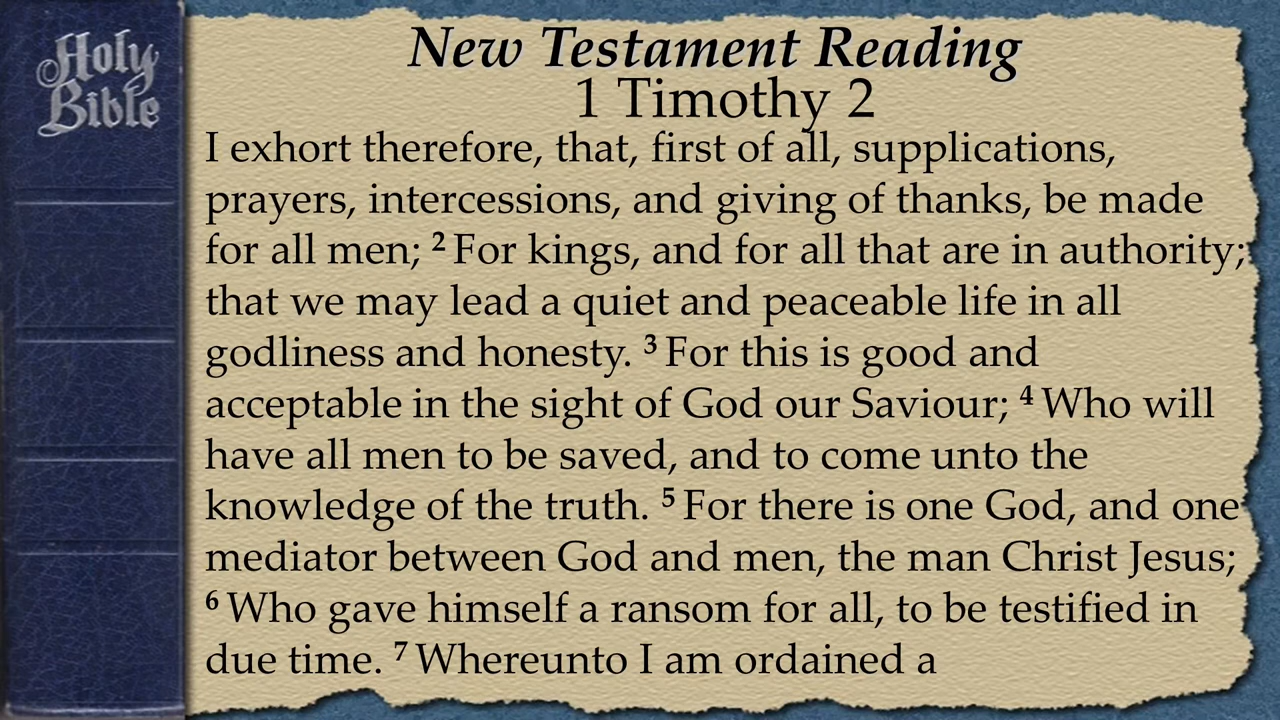 Holy
Bible
New Testament Reading
1 Timothy 2
I exhort therefore, that, first of all, supplications,
prayers, intercessions, and giving of thanks, be made
for all men; ² For kings, and for all that are in authority;
that we may lead a quiet and peaceable life in all
godliness and honesty. ³ For this is good and
acceptable in the sight of God our Saviour; ⁴ Who will
have all men to be saved, and to come unto the
knowledge of the truth. ⁵ For there is one God, and one
mediator between God and men, the man Christ Jesus;
⁶ Who gave himself a ransom for all, to be testified in
due time. ⁷ Whereunto I am ordained a